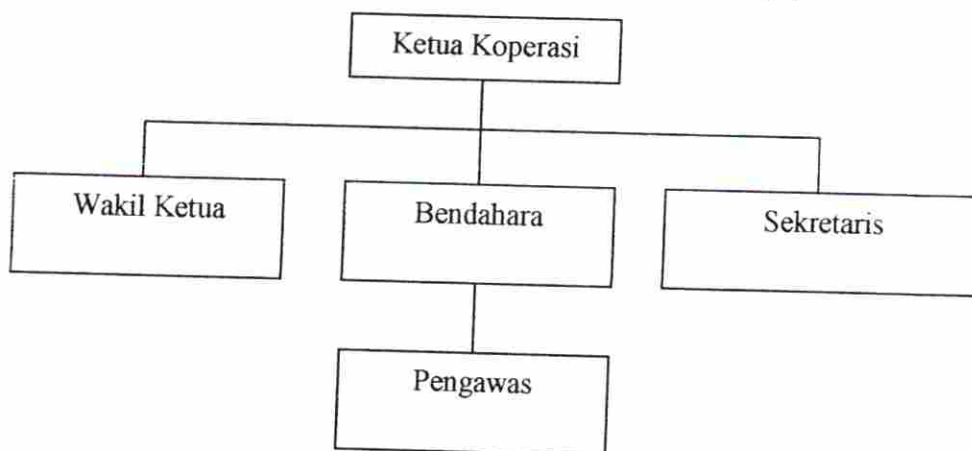 Ketua Koperasi
Wakil Ketua
Bendahara
Sekretaris
Pengawas